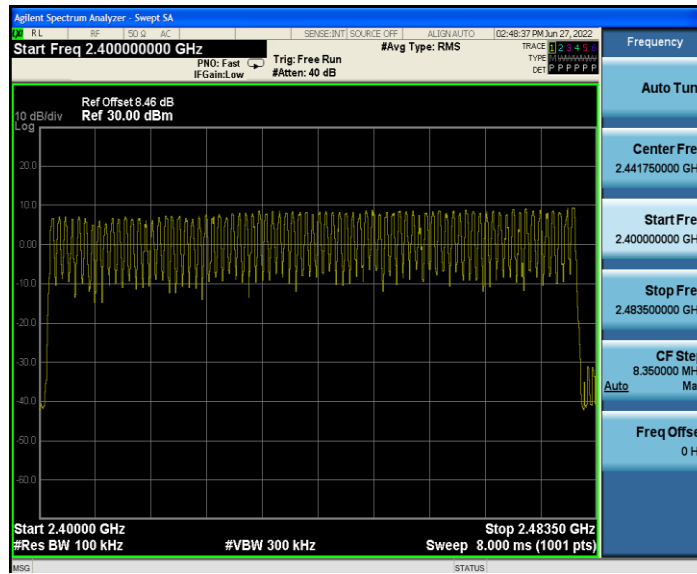 Agilent Spectrum Analyzer - Swept SA
RL RF 50 Ω AC SENSE:INT SOURCE OFF ALIGN AUTO 02:48:37 PM Jun 27, 2022
Start Freq 2.400000000 GHz
PNO: Fast
IFGain:Low
Trig: Free Run
#Atten: 40 dB
#Avg Type: RMS
TRACE 1 2 3 4 5 6
TYPE M
DET P P P P P P
Ref Offset 8.46 dB
10 dB/div Ref 30.00 dBm
Log
20.0
10.0
0.00
-10.0
-20.0
-30.0
-40.0
-50.0
-60.0
Start 2.40000 GHz Stop 2.48350 GHz
#Res BW 100 kHz #VBW 300 kHz Sweep 8.000 ms (1001 pts)
MSG STATUS
Frequency
Auto Tun
Center Fre
2.441750000 GH
Start Fre
2.400000000 GH
Stop Fre
2.483500000 GH
CF Ste
8.350000 MH
Auto Ma
Freq Offse
0 H